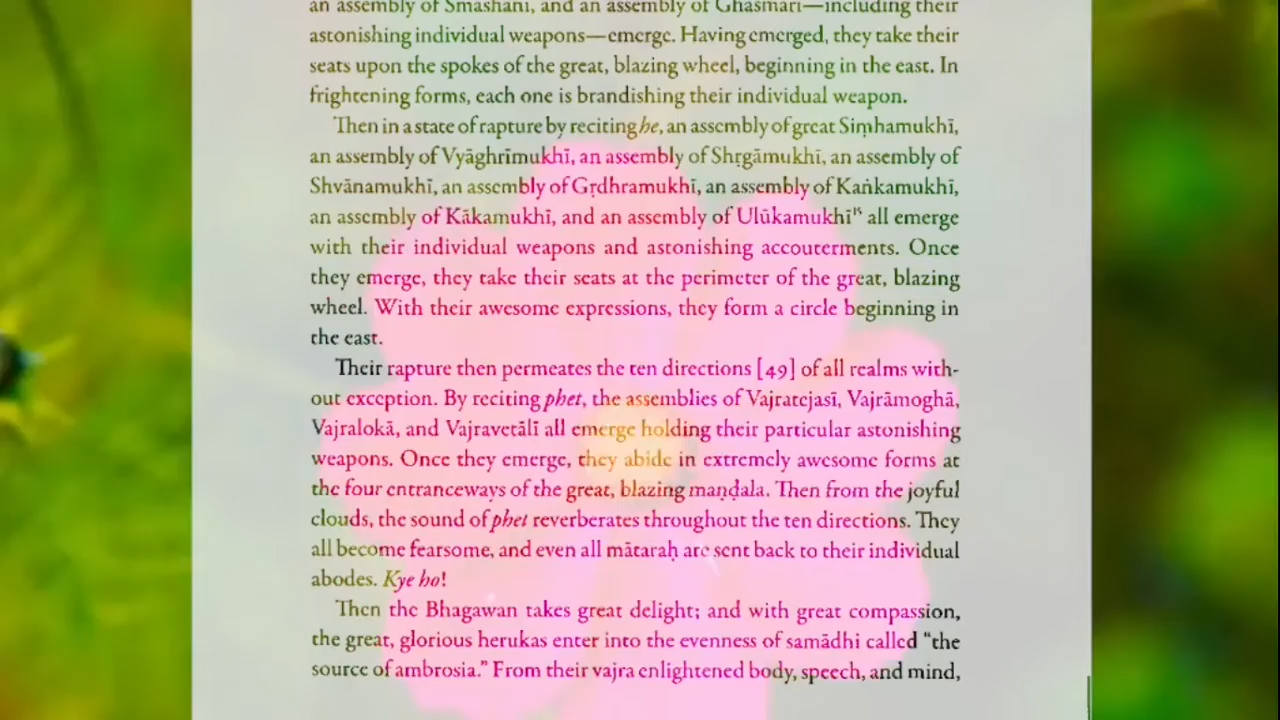 an assembly of Smashanī, and an assembly of Ghasmarī—including their
astonishing individual weapons—emerge. Having emerged, they take their
seats upon the spokes of the great, blazing wheel, beginning in the east. In
frightening forms, each one is brandishing their individual weapon.
Then in a state of rapture by reciting he, an assembly of great Siṃhamukhī,
an assembly of Vyāghrīmukhī, an assembly of Shṛgāmukhī, an assembly of
Shvānamukhī, an assembly of Gṛdhramukhī, an assembly of Kaṅkamukhī,
an assembly of Kākamukhī, and an assembly of Ulūkamukhī¹⁵ all emerge
with their individual weapons and astonishing accouterments. Once
they emerge, they take their seats at the perimeter of the great, blazing
wheel. With their awesome expressions, they form a circle beginning in
the east.
Their rapture then permeates the ten directions [49] of all realms with-
out exception. By reciting phet, the assemblies of Vajratejasī, Vajrāmoghā,
Vajralokā, and Vajravetālī all emerge holding their particular astonishing
weapons. Once they emerge, they abide in extremely awesome forms at
the four entranceways of the great, blazing maṇḍala. Then from the joyful
clouds, the sound of phet reverberates throughout the ten directions. They
all become fearsome, and even all mātaraḥ are sent back to their individual
abodes. Kye ho!
Then the Bhagawan takes great delight; and with great compassion,
the great, glorious herukas enter into the evenness of samādhi called “the
source of ambrosia.” From their vajra enlightened body, speech, and mind,